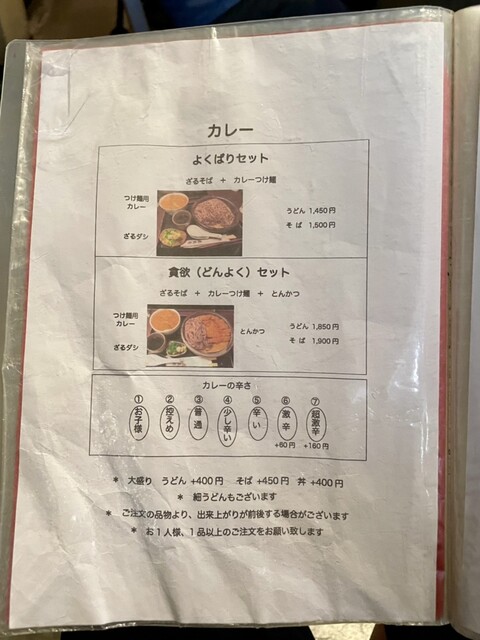 カレー
よくばりセット
ざるそば ＋ カレーつけ麺
つけ麺用
カレー
ざるダシ
うどん 1,450円
そ ば 1,500円
貪欲（どんよく）セット
ざるそば ＋ カレーつけ麺 ＋ とんかつ
つけ麺用
カレー
ざるダシ
とんかつ
うどん 1,850円
そ ば 1,900円
カレーの辛さ
① ② ③ ④ ⑤ ⑥ ⑦
お子様 控えめ 普通 少し辛い 辛い 激辛 超激辛
+60円 +160円
＊ 大盛り うどん +400円 そば +450円 丼 +400円
＊ 細うどんもございます
＊ ご注文の品物より、出来上がりが前後する場合がございます
＊ お１人様、１品以上のご注文をお願い致します